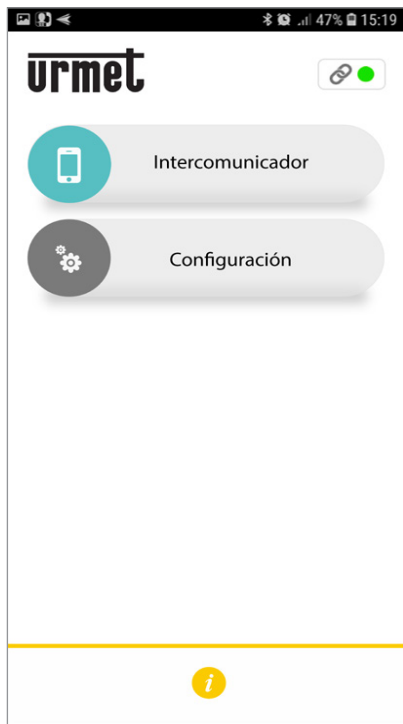 47% 15:19
urmet
Intercomunicador
Configuración
i